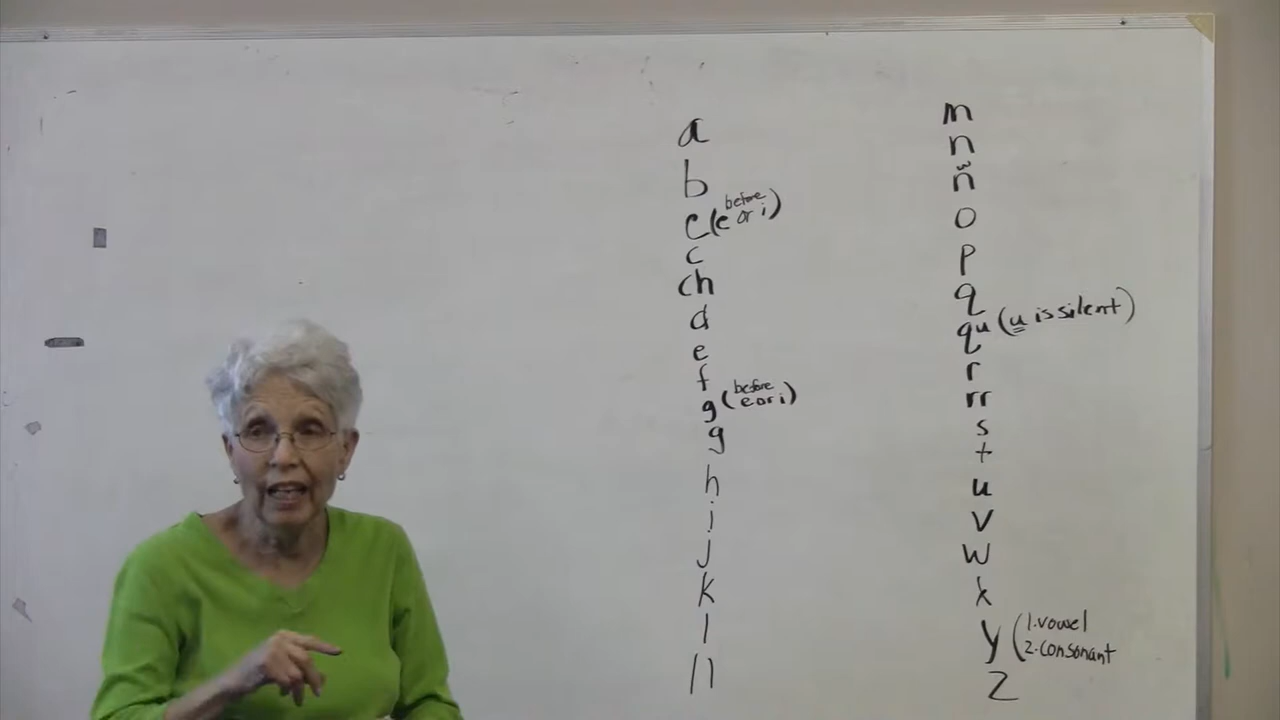 a
b
c (before e or i)
c
ch
d
e
f
g (before e or i)
g
h
i
j
k
l
ll
m
n
ñ
o
p
q
qu (u is silent)
r
rr
s
t
u
v
w
x
y (1. vowel
2. consonant
z